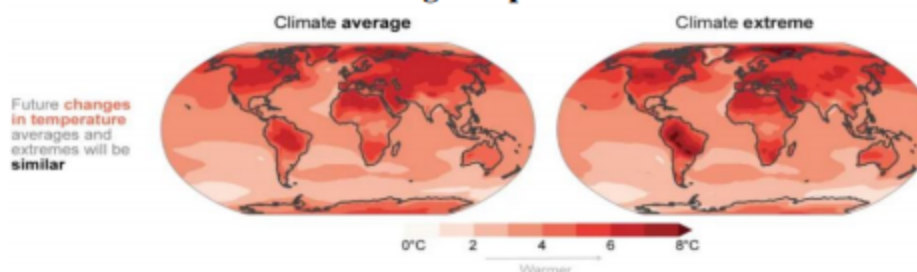 Climate average
Climate extreme
Future changes
in temperature
averages and
extremes will be
similar
0°C 2 4 6 8°C
Warmer